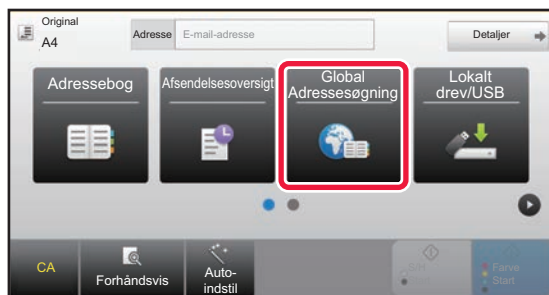 Original
A4
Adresse
E-mail-adresse
Detaljer
Adressebog
Afsendelsesoversigt
Global
Adressesøgning
Lokalt
drev/USB
CA
Forhåndsvis
Auto-
indstil
S/H
Start
Farve
Start